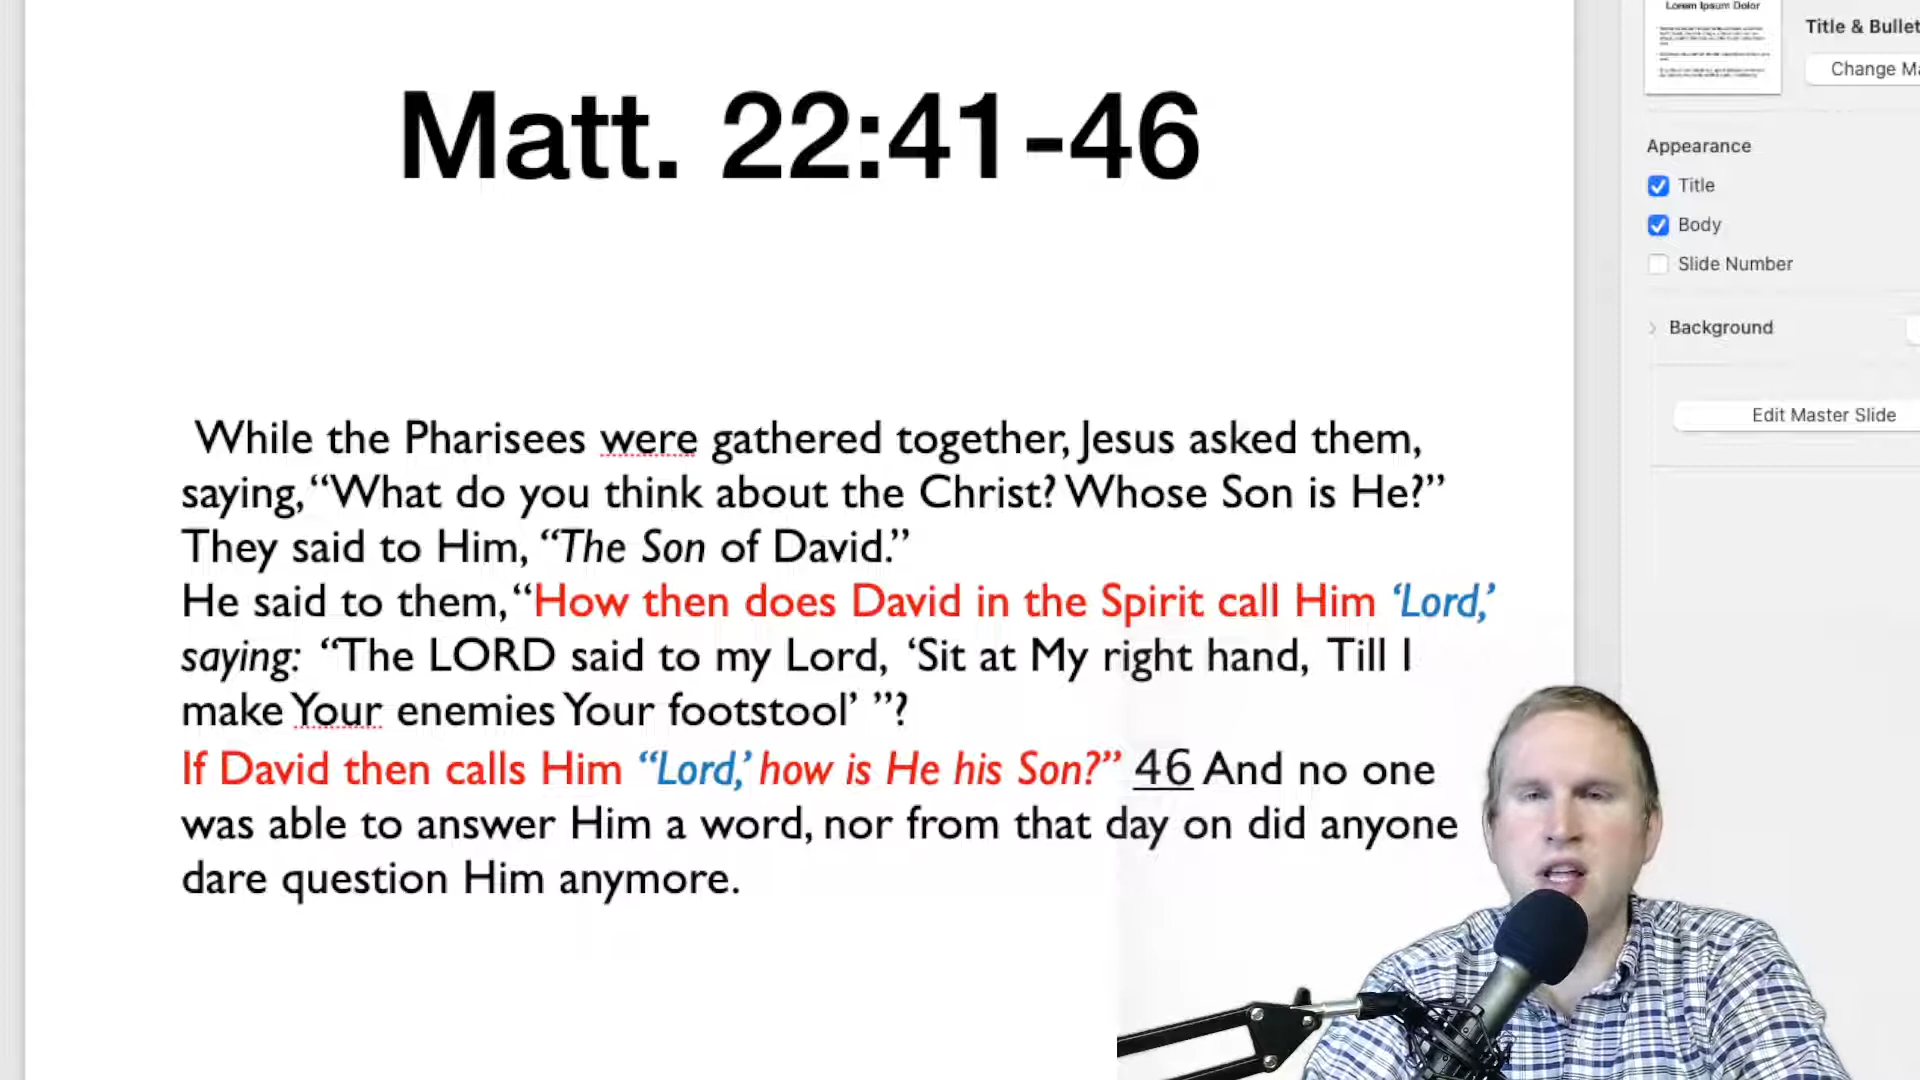 Lorem Ipsum Dolor
Title & Bullet
Change Ma
Matt. 22:41-46
Appearance
Title
Body
Slide Number
Background
Edit Master Slide
While the Pharisees were gathered together, Jesus asked them,
saying, “What do you think about the Christ? Whose Son is He?”
They said to Him, “The Son of David.”
He said to them, “How then does David in the Spirit call Him ‘Lord,’
saying: “The LORD said to my Lord, ‘Sit at My right hand, Till I
make Your enemies Your footstool’ ”?
If David then calls Him “Lord,’ how is He his Son?” 46 And no one
was able to answer Him a word, nor from that day on did anyone
dare question Him anymore.